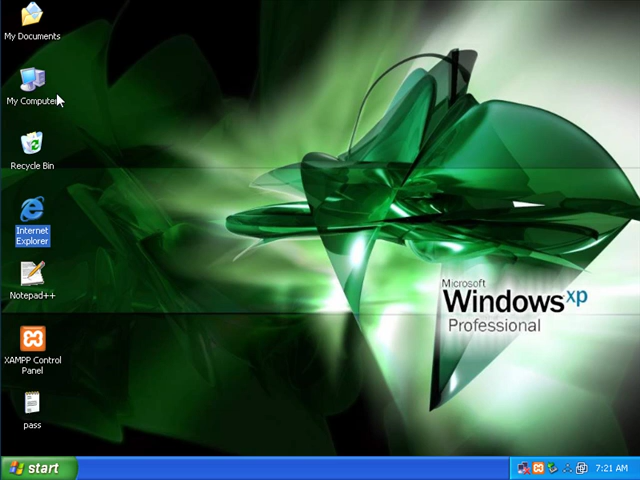 My Documents
My Computer
Recycle Bin
Internet
Explorer
Notepad++
XAMPP Control
Panel
pass
Microsoft
Windows xp
Professional
start
7:21 AM